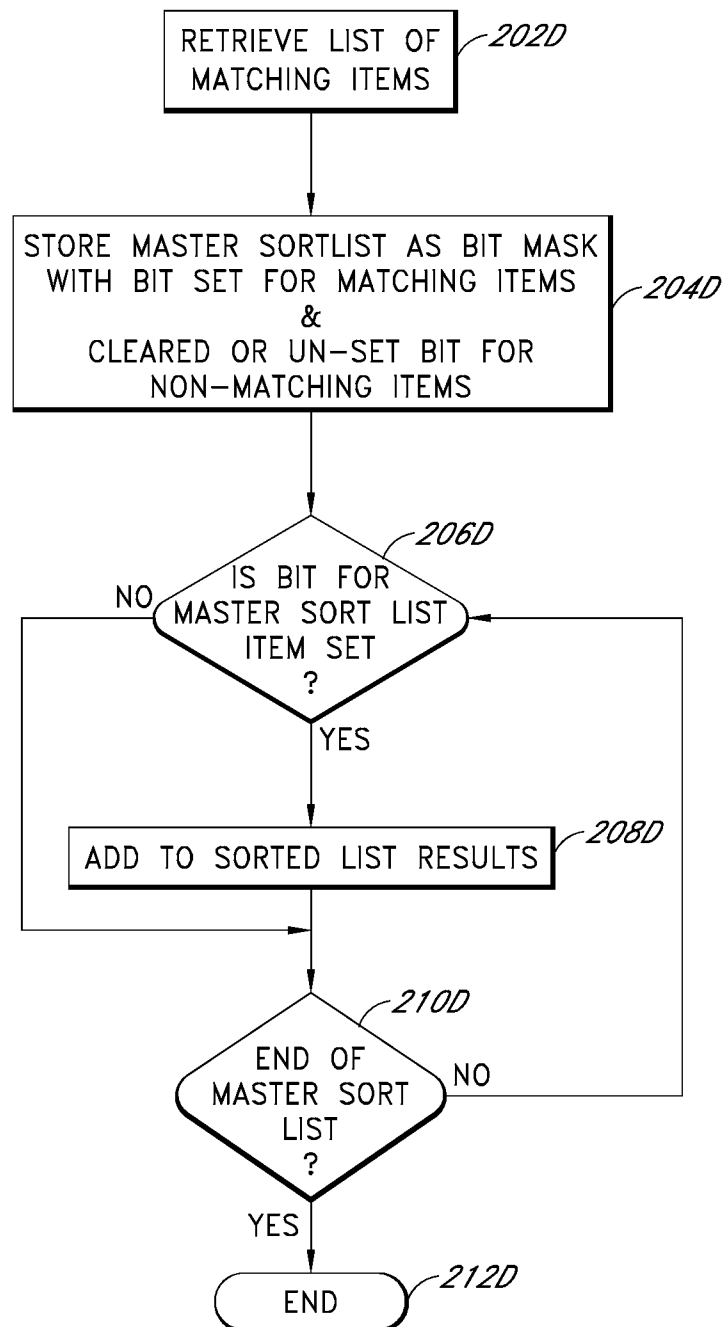 RETRIEVE LIST OF
MATCHING ITEMS
202D
STORE MASTER SORTLIST AS BIT MASK
WITH BIT SET FOR MATCHING ITEMS
&
CLEARED OR UN-SET BIT FOR
NON-MATCHING ITEMS
204D
206D
IS BIT FOR
MASTER SORT LIST
ITEM SET
?
NO
YES
ADD TO SORTED LIST RESULTS
208D
210D
END OF
MASTER SORT
LIST
?
NO
YES
END
212D